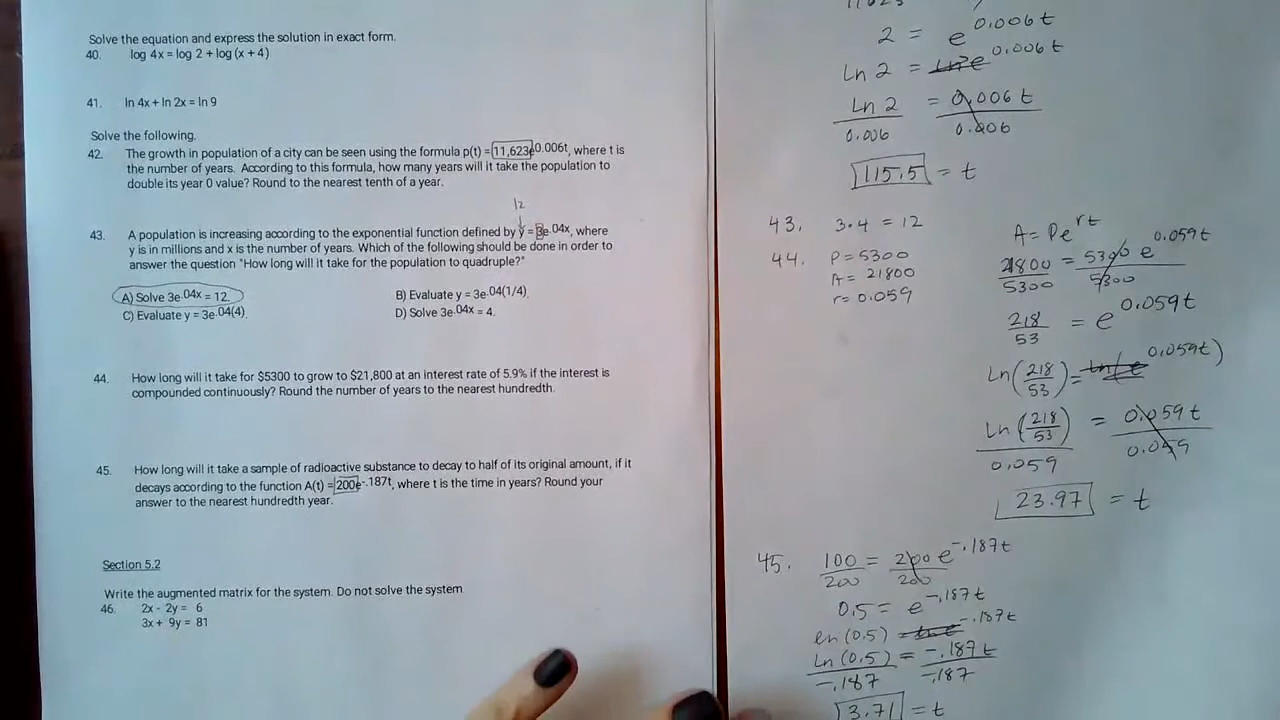 Solve the equation and express the solution in exact form.
40. log 4x = log 2 + log (x + 4)
41. ln 4x + ln 2x = ln 9
Solve the following.
42. The growth in population of a city can be seen using the formula p(t) = 11,623e0.006t, where t is
the number of years. According to this formula, how many years will it take the population to
double its year 0 value? Round to the nearest tenth of a year.
12
43. A population is increasing according to the exponential function defined by y = 3e.04x, where
y is in millions and x is the number of years. Which of the following should be done in order to
answer the question "How long will it take for the population to quadruple?"
A) Solve 3e.04x = 12. B) Evaluate y = 3e.04(1/4).
C) Evaluate y = 3e.04(4). D) Solve 3e.04x = 4.
44. How long will it take for $5300 to grow to $21,800 at an interest rate of 5.9% if the interest is
compounded continuously? Round the number of years to the nearest hundredth.
45. How long will it take a sample of radioactive substance to decay to half of its original amount, if it
decays according to the function A(t) = 200e-.187t, where t is the time in years? Round your
answer to the nearest hundredth year.
Section 5.2
Write the augmented matrix for the system. Do not solve the system.
46. 2x - 2y = 6
3x + 9y = 81
2 = e 0.006t
Ln 2 = ln e 0.006t
Ln 2 = 0.006t
0.006 0.006
115.5 = t
43. 3.4 = 12
44. P = 5300
A = 21800
r = 0.059
A = Pe rt
21800 = 5300 e 0.059t
5300 5300
218 = e 0.059t
53
Ln(218/53) = ln(e 0.059t)
Ln(218/53) = 0.059t
0.059 0.059
23.97 = t
45. 100 = 200 e -.187t
200 200
0.5 = e -.187t
ln(0.5) = ln e -.187t
Ln(0.5) = -.187t
-.187 -.187
3.71 = t